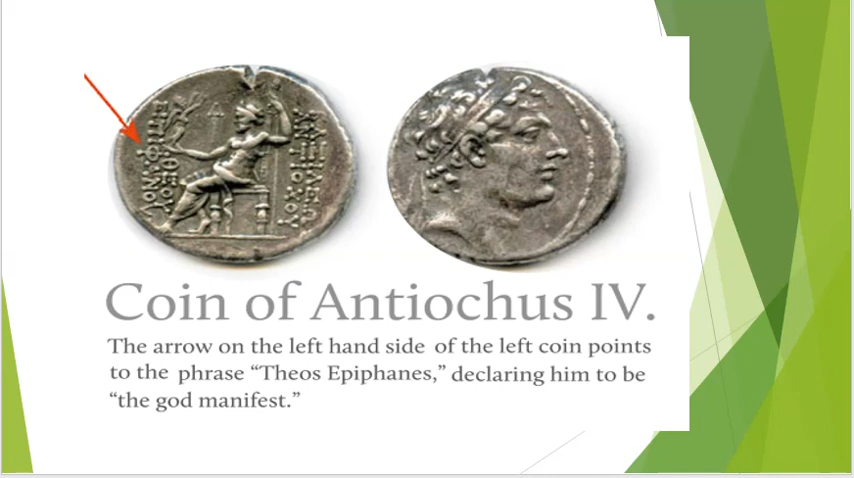 ΘΕΟΥ
Coin of Antiochus IV.
The arrow on the left hand side of the left coin points
to the phrase “Theos Epiphanes,” declaring him to be
“the god manifest.”